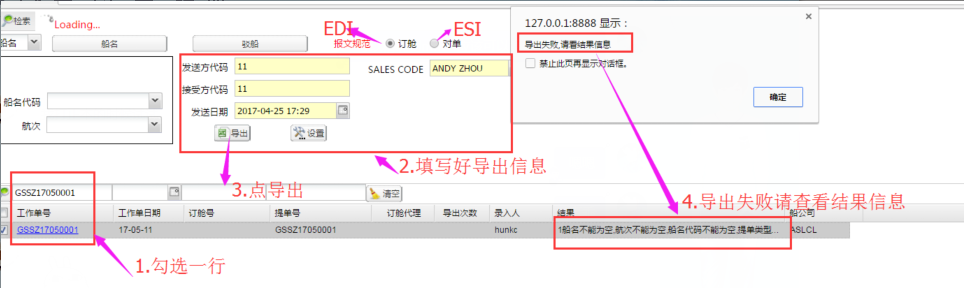 检索
Loading...
船名
船名
驳船
EDI
ESI
报文规范
订舱
对单
127.0.0.1:8888 显示：
导出失败,请看结果信息
禁止此页再显示对话框。
确定
发送方代码
11
SALES CODE
ANDY ZHOU
接受方代码
11
船名代码
发送日期
2017-04-25 17:29
航次
导出
设置
2.填写好导出信息
3.点导出
4.导出失败请查看结果信息
GSSZ17050001
清空
工作单号
工作单日期
订舱号
提单号
订舱代理
导出次数
录入人
结果
船公司
GSSZ17050001
17-05-11
GSSZ17050001
hunkc
1船名不能为空,航次不能为空,船名代码不能为空,提单类型...
ASLCL
1.勾选一行